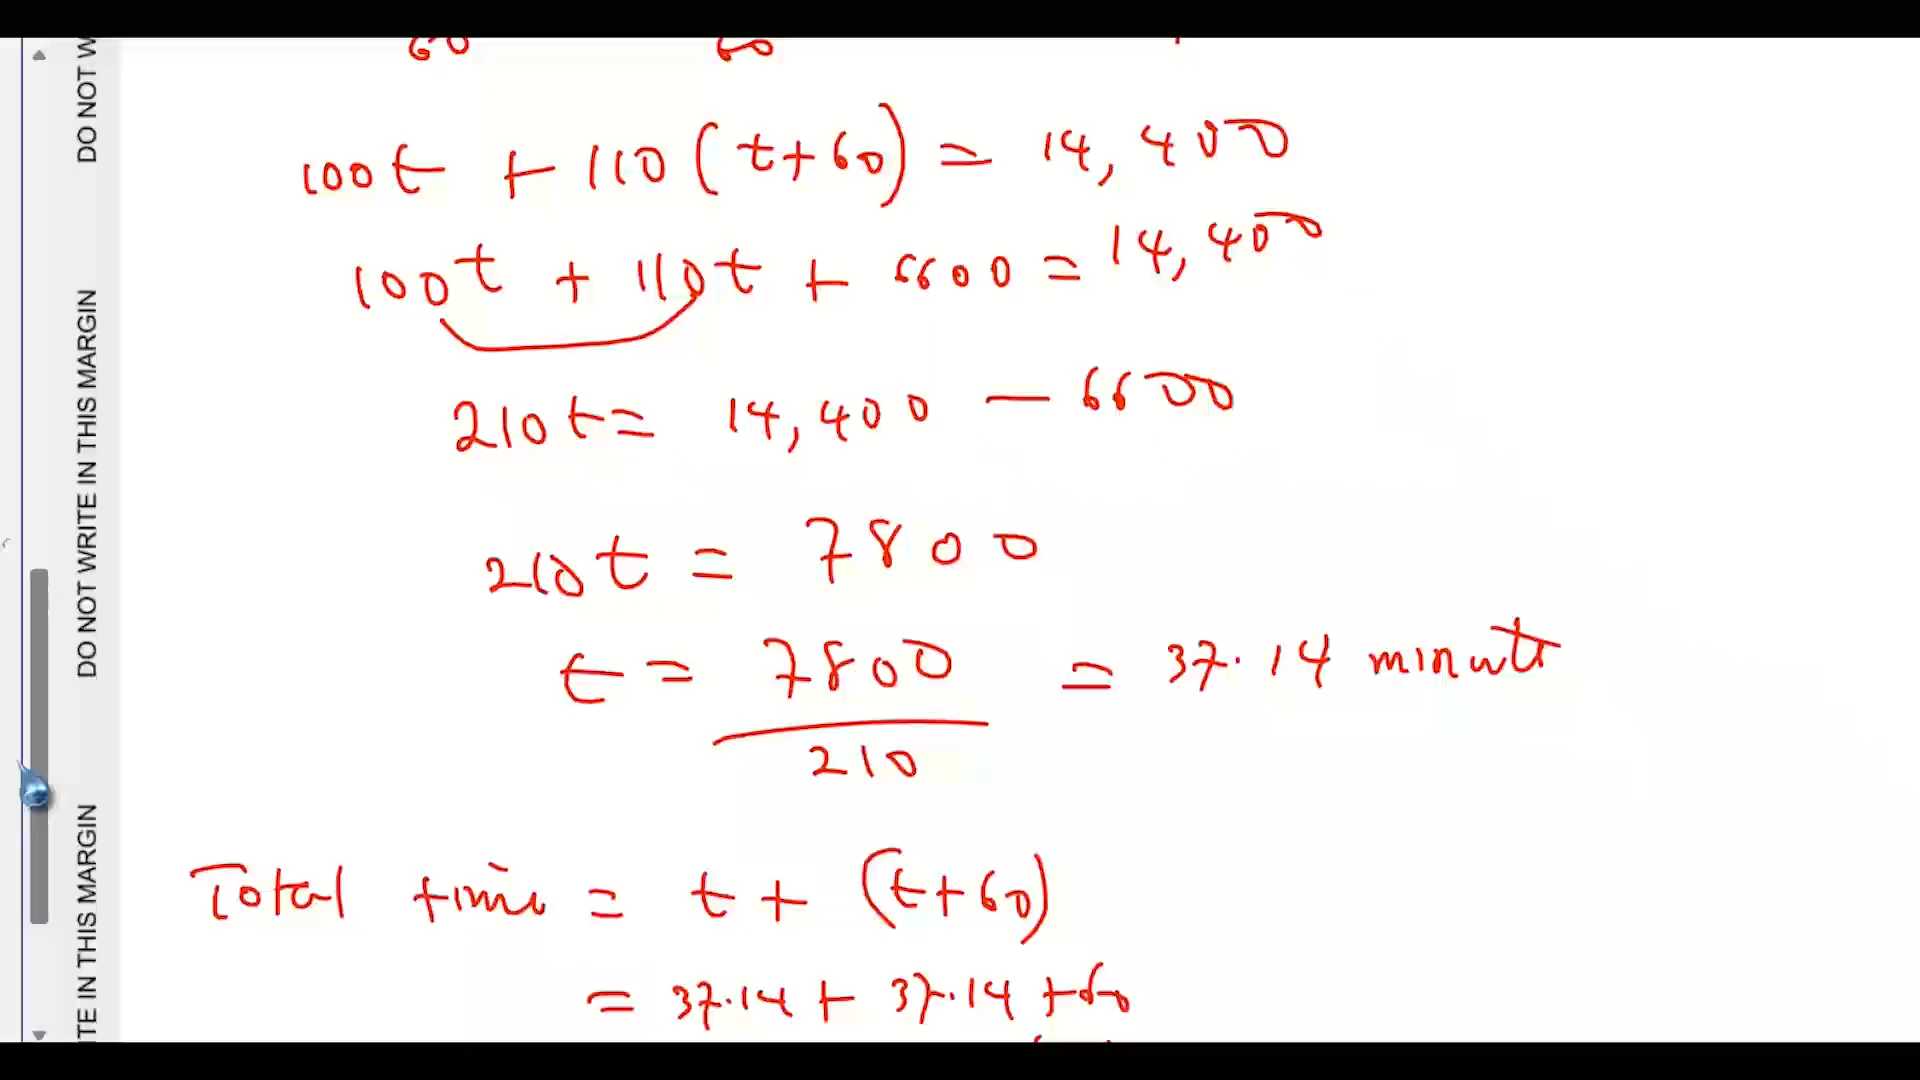 60 60
100t + 110 (t+60) = 14,400
100t + 110t + 6600 = 14,400
210t = 14,400 — 6600
210t = 7800
t = 7800 = 37.14 minute
210
Total time = t + (t+60)
= 37.14 + 37.14 + 60
DO NOT W
DO NOT WRITE IN THIS MARGIN
TE IN THIS MARGIN